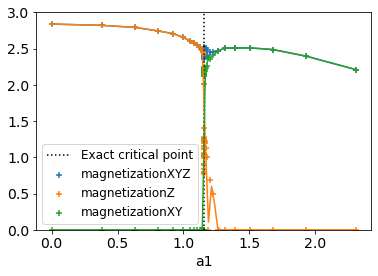 3.0
2.5
2.0
1.5
1.0
0.5
0.0
Exact critical point
magnetizationXYZ
magnetizationZ
magnetizationXY
0.0 0.5 1.0 1.5 2.0
a1